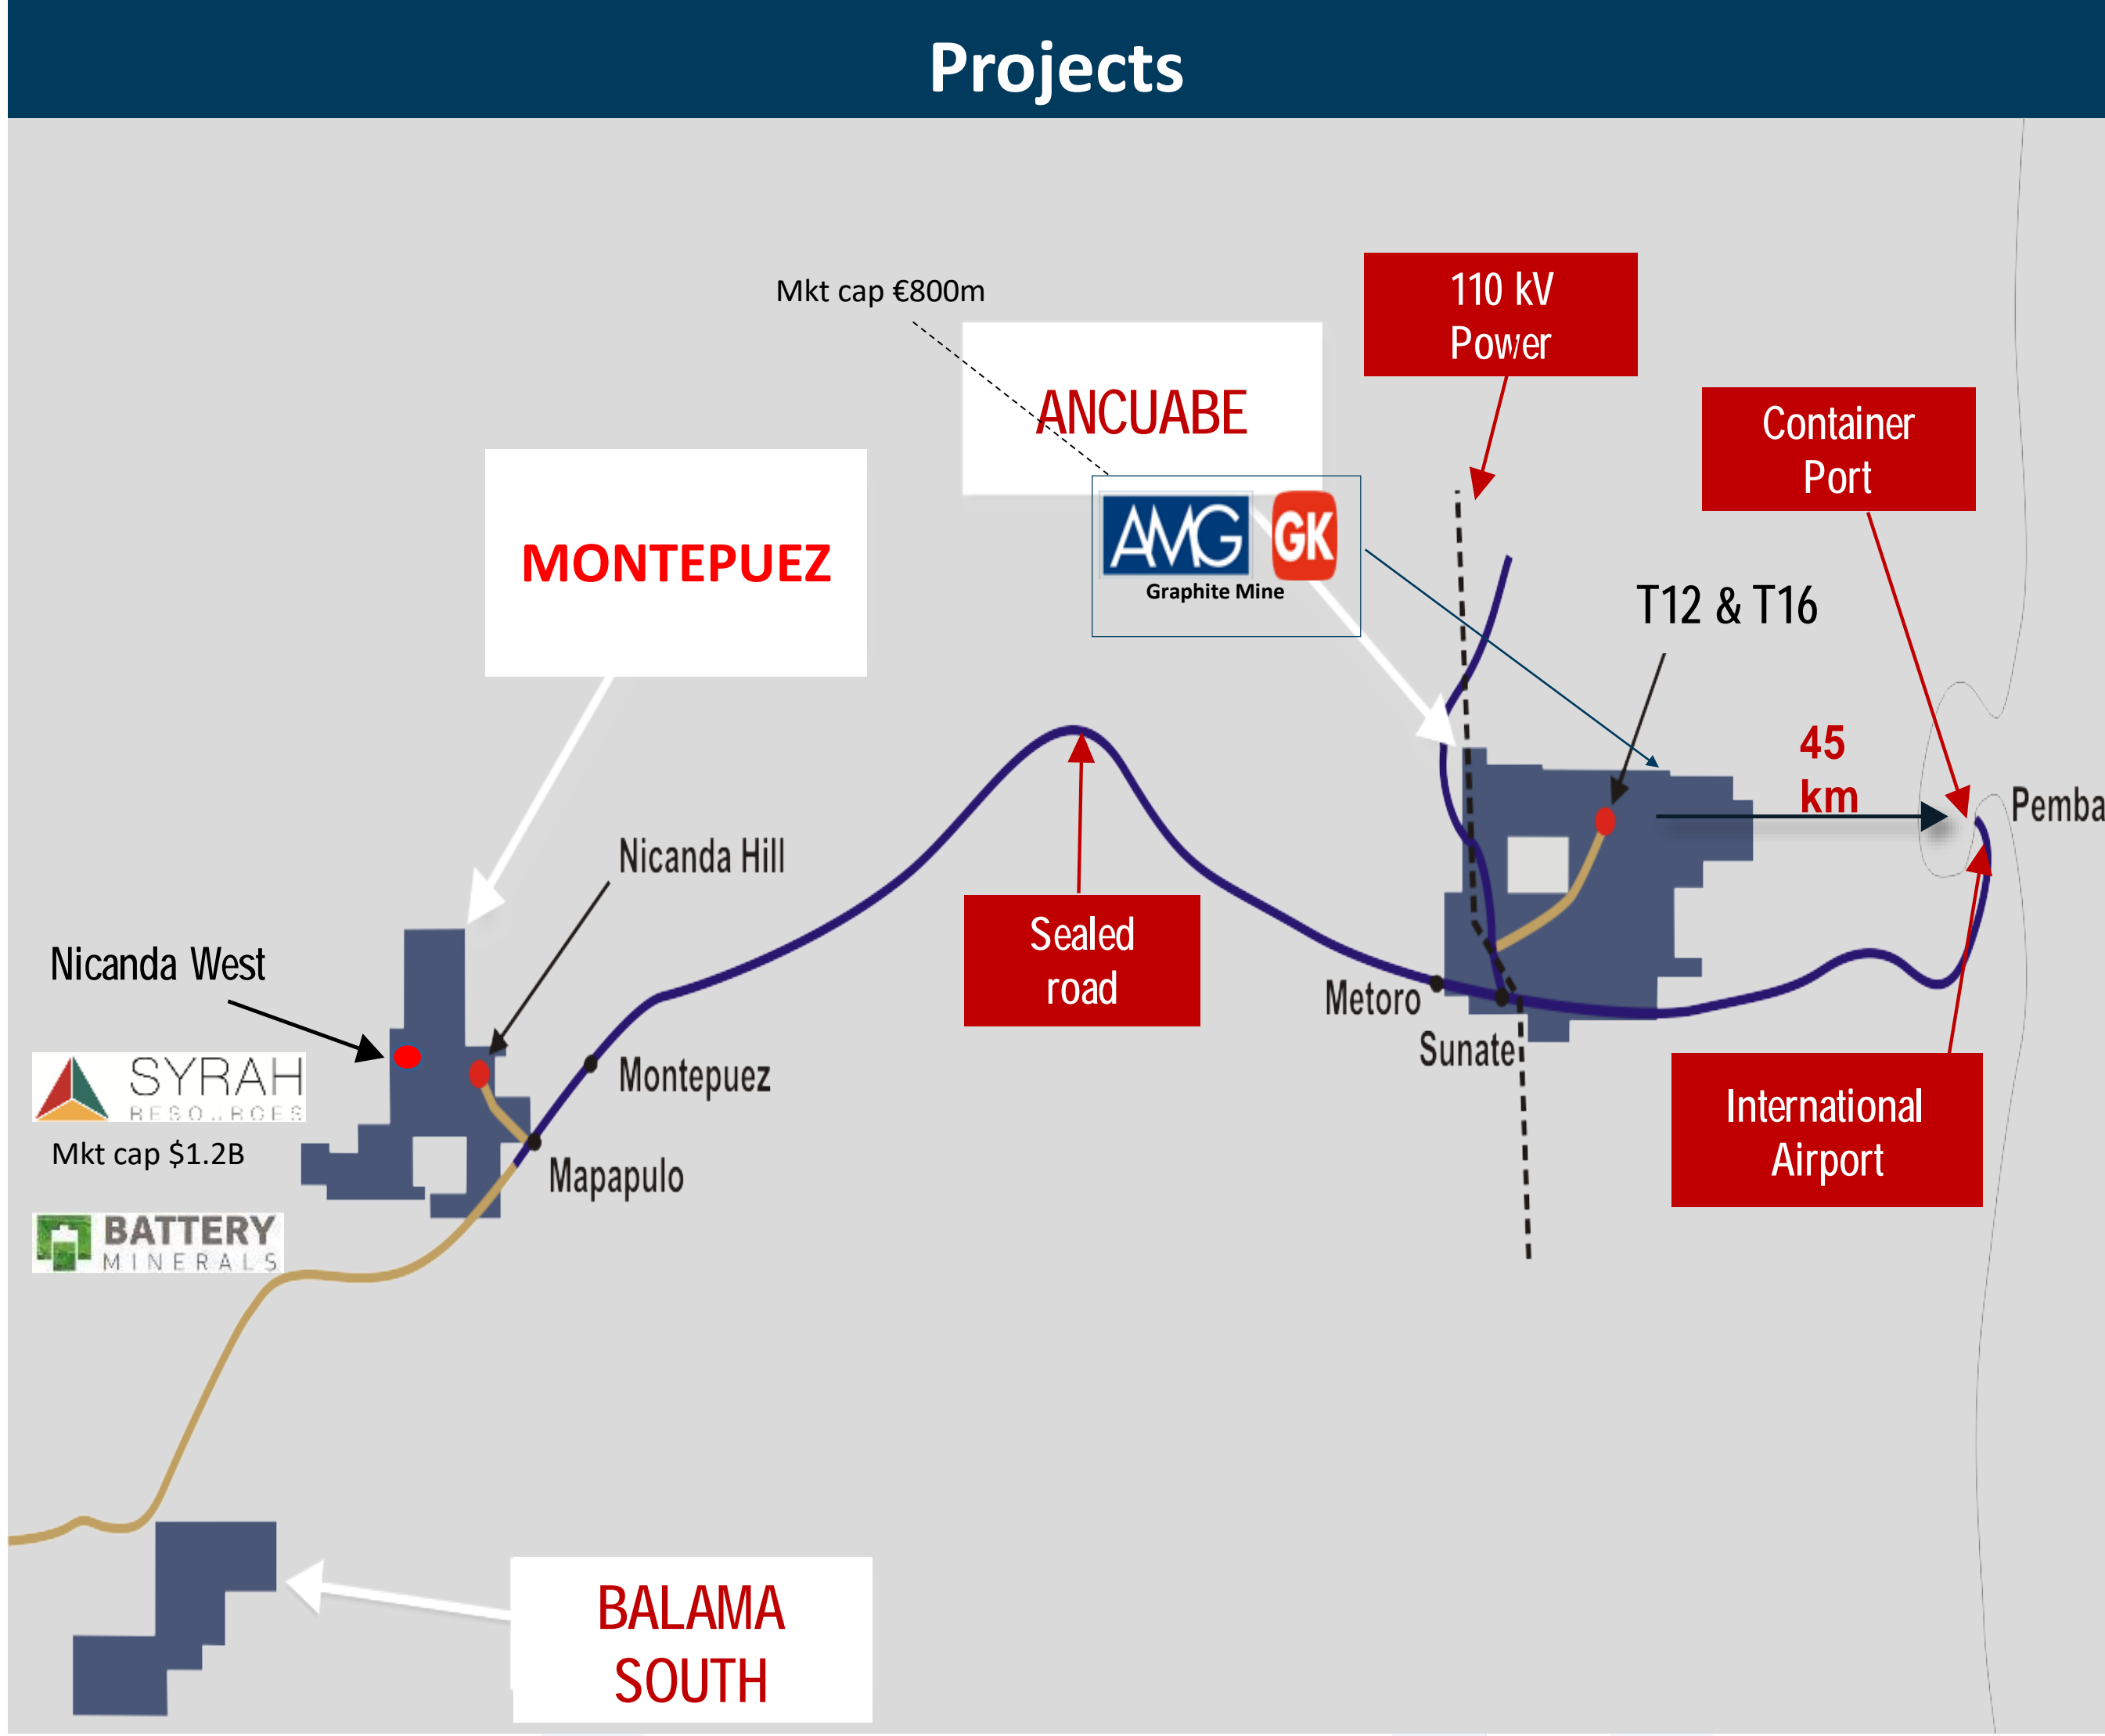 Projects
Mkt cap €800m
110 kV
Power
ANCUABE
Container
Port
MONTEPUEZ
AMG GK
Graphite Mine
T12 & T16
45
km
Pemba
Nicanda Hill
Nicanda West
Sealed
road
Metoro
Sunate
SYRAH
RESOURCES
Mkt cap $1.2B
Montepuez
International
Airport
Mapapulo
BATTERY
MINERALS
BALAMA
SOUTH